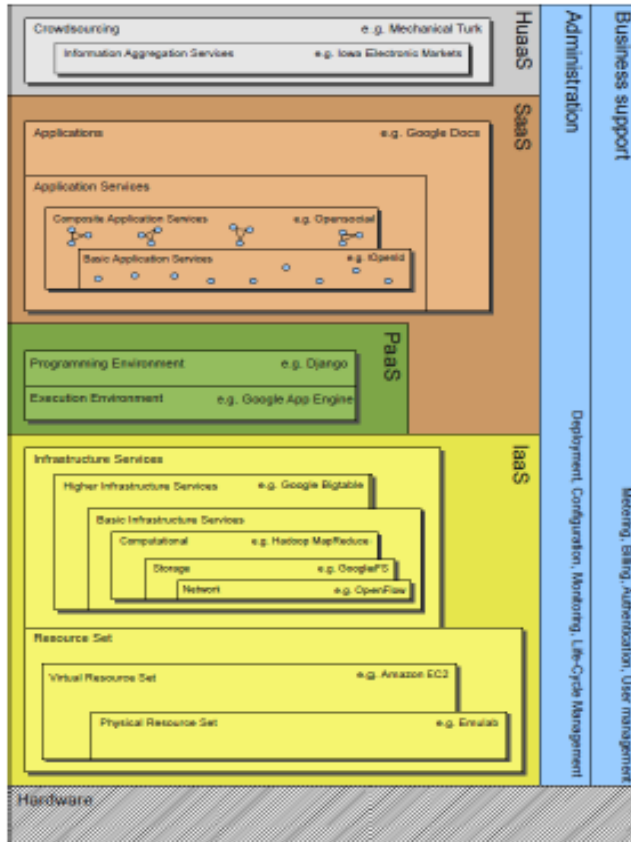 Crowdsourcing e.g. Mechanical Turk
Information Aggregation Services e.g. Iowa Electronic Markets
HuaaS
Applications e.g. Google Docs
Application Services
Composite Application Services e.g. Opensocial
Basic Application Services e.g. OpenId
SaaS
Programming Environment e.g. Django
Execution Environment e.g. Google App Engine
PaaS
Infrastructure Services
Higher Infrastructure Services e.g. Google Bigtable
Basic Infrastructure Services
Computational e.g. Hadoop MapReduce
Storage e.g. GoogleFS
Network e.g. OpenFlow
Resource Set
Virtual Resource Set e.g. Amazon EC2
Physical Resource Set e.g. Emulab
IaaS
Hardware
Administration
Deployment, Configuration, Monitoring, Life-Cycle Management
Business support
Metering, Billing, Authentication, User management